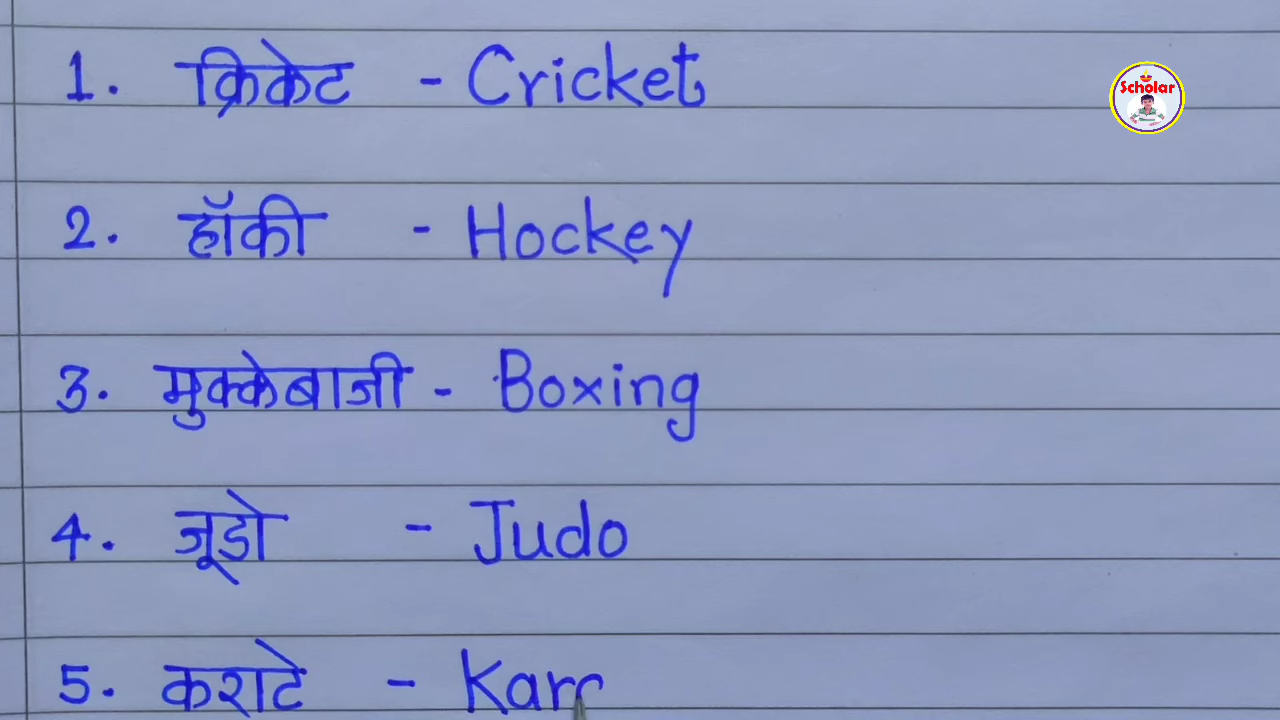 1. क्रिकेट - Cricket
Scholar
2. हॉकी - Hockey
3. मुक्केबाजी - Boxing
4. जूडो - Judo
5. कराटे - Kar